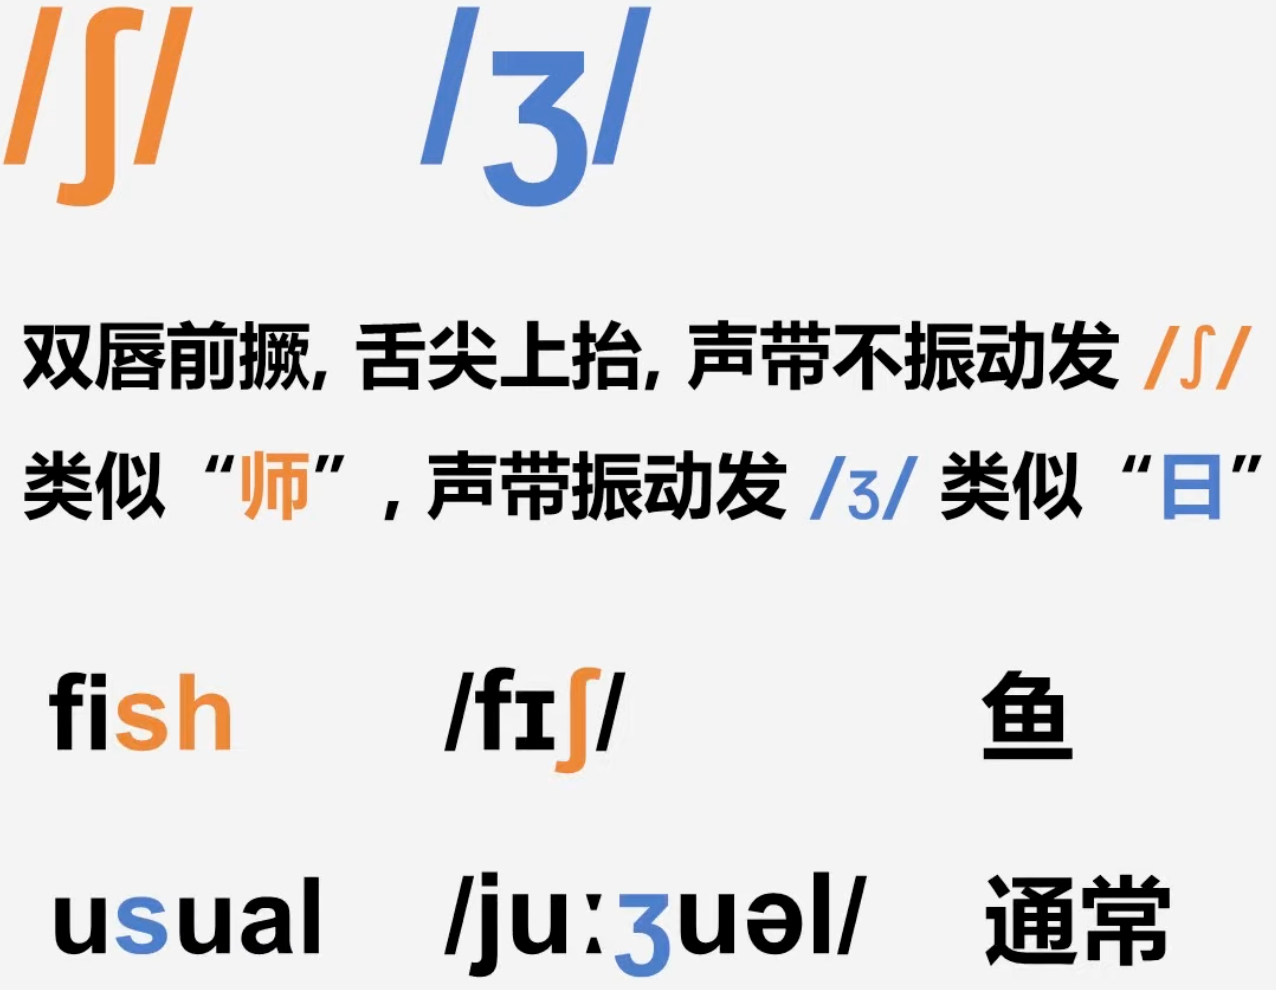 /ʃ/ /ʒ/
双唇前撅, 舌尖上抬, 声带不振动发 /ʃ/
类似 “师” , 声带振动发 /ʒ/ 类似 “日”
fish /fɪʃ/ 鱼
usual /juːʒuəl/ 通常